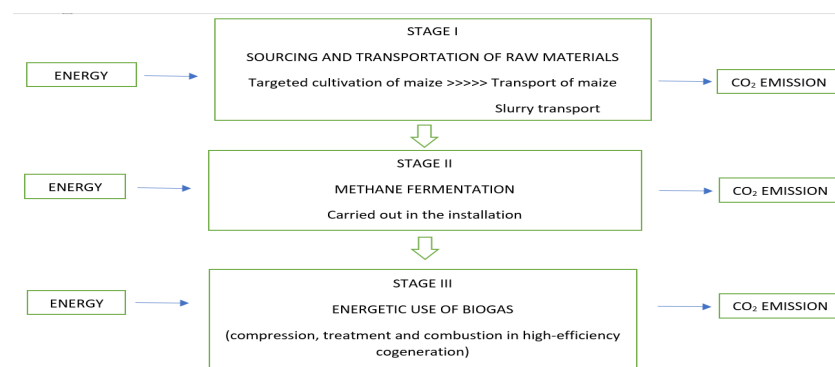 STAGE I
SOURCING AND TRANSPORTATION OF RAW MATERIALS
ENERGY
Targeted cultivation of maize >>>>> Transport of maize
CO₂ EMISSION
Slurry transport
STAGE II
ENERGY
METHANE FERMENTATION
CO₂ EMISSION
Carried out in the installation
STAGE III
ENERGY
ENERGETIC USE OF BIOGAS
CO₂ EMISSION
(compression, treatment and combustion in high-efficiency
cogeneration)